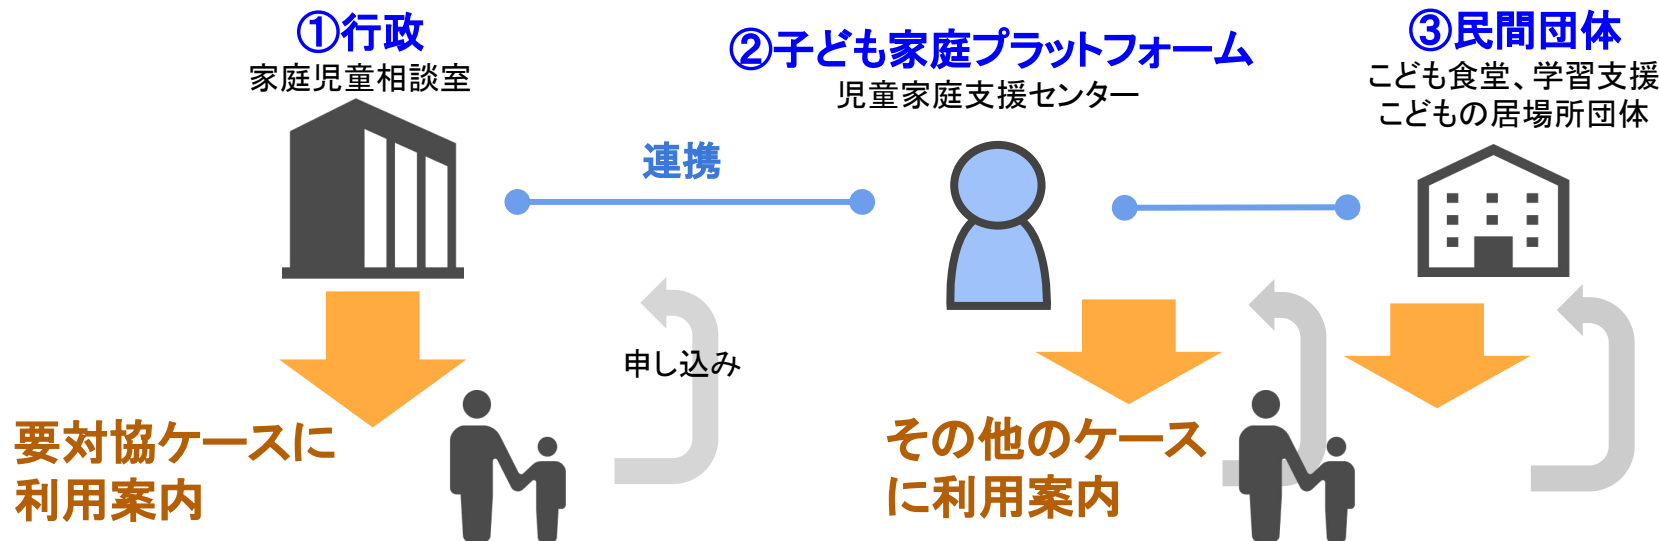 ①行政
家庭児童相談室
②子ども家庭プラットフォーム
児童家庭支援センター
③民間団体
こども食堂、学習支援
こどもの居場所団体
連携
申し込み
要対協ケースに
利用案内
その他のケース
に利用案内